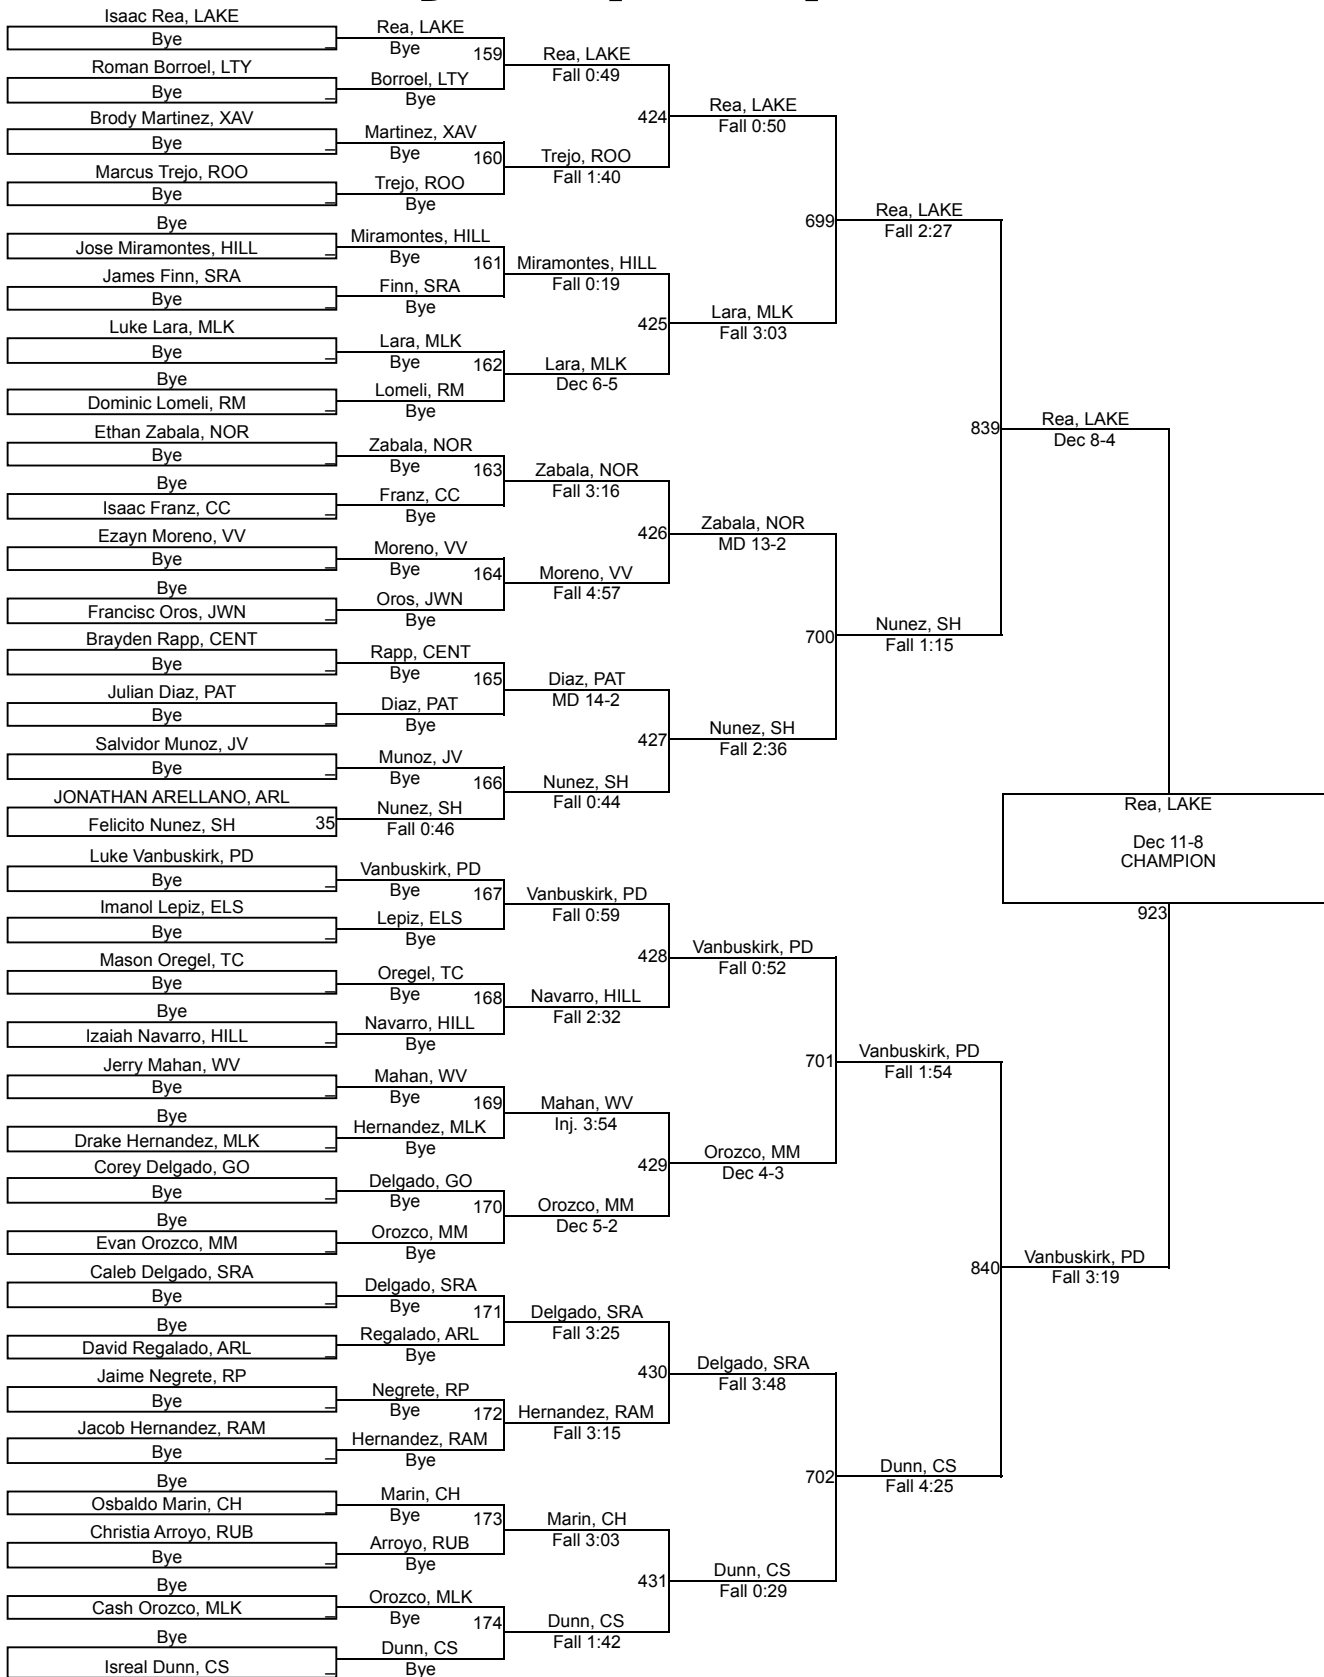 Isaac Rea, LAKE
Bye
Roman Borroel, LTY
Bye
Brody Martinez, XAV
Bye
Marcus Trejo, ROO
Bye
Bye
Jose Miramontes, HILL
James Finn, SRA
Bye
Luke Lara, MLK
Bye
Bye
Dominic Lomeli, RM
Ethan Zabala, NOR
Bye
Bye
Isaac Franz, CC
Ezayn Moreno, VV
Bye
Bye
Francisc Oros, JWN
Brayden Rapp, CENT
Bye
Julian Diaz, PAT
Bye
Salvidor Munoz, JV
Bye
JONATHAN ARELLANO, ARL
Felicito Nunez, SH 35
Luke Vanbuskirk, PD
Bye
Imanol Lepiz, ELS
Bye
Mason Oregel, TC
Bye
Bye
Izaiah Navarro, HILL
Jerry Mahan, WV
Bye
Bye
Drake Hernandez, MLK
Corey Delgado, GO
Bye
Bye
Evan Orozco, MM
Caleb Delgado, SRA
Bye
Bye
David Regalado, ARL
Jaime Negrete, RP
Bye
Jacob Hernandez, RAM
Bye
Bye
Osbaldo Marin, CH
Christia Arroyo, RUB
Bye
Bye
Cash Orozco, MLK
Bye
Isreal Dunn, CS
Rea, LAKE
Bye 159
Borroel, LTY
Bye
Martinez, XAV
Bye 160
Trejo, ROO
Bye
Miramontes, HILL
Bye 161
Finn, SRA
Bye
Lara, MLK
Bye 162
Lomeli, RM
Bye
Zabala, NOR
Bye 163
Franz, CC
Bye
Moreno, VV
Bye 164
Oros, JWN
Bye
Rapp, CENT
Bye 165
Diaz, PAT
Bye
Munoz, JV
Bye 166
Nunez, SH
Fall 0:46
Vanbuskirk, PD
Bye 167
Lepiz, ELS
Bye
Oregel, TC
Bye 168
Navarro, HILL
Bye
Mahan, WV
Bye 169
Hernandez, MLK
Bye
Delgado, GO
Bye 170
Orozco, MM
Bye
Delgado, SRA
Bye 171
Regalado, ARL
Bye
Negrete, RP
Bye 172
Hernandez, RAM
Bye
Marin, CH
Bye 173
Arroyo, RUB
Bye
Orozco, MLK
Bye 174
Dunn, CS
Bye
Rea, LAKE
Fall 0:49
424
Trejo, ROO
Fall 1:40
Miramontes, HILL
Fall 0:19
425
Lara, MLK
Dec 6-5
Zabala, NOR
Fall 3:16
426
Moreno, VV
Fall 4:57
Diaz, PAT
MD 14-2
427
Nunez, SH
Fall 0:44
Vanbuskirk, PD
Fall 0:59
428
Navarro, HILL
Fall 2:32
Mahan, WV
Inj. 3:54
429
Orozco, MM
Dec 5-2
Delgado, SRA
Fall 3:25
430
Hernandez, RAM
Fall 3:15
Marin, CH
Fall 3:03
431
Dunn, CS
Fall 1:42
Rea, LAKE
Fall 0:50
699
Lara, MLK
Fall 3:03
Zabala, NOR
MD 13-2
700
Nunez, SH
Fall 2:36
Vanbuskirk, PD
Fall 0:52
701
Orozco, MM
Dec 4-3
Delgado, SRA
Fall 3:48
702
Dunn, CS
Fall 0:29
Rea, LAKE
Fall 2:27
839
Nunez, SH
Fall 1:15
Vanbuskirk, PD
Fall 1:54
840
Dunn, CS
Fall 4:25
Rea, LAKE
Dec 8-4
Vanbuskirk, PD
Fall 3:19
Rea, LAKE
Dec 11-8
CHAMPION
923